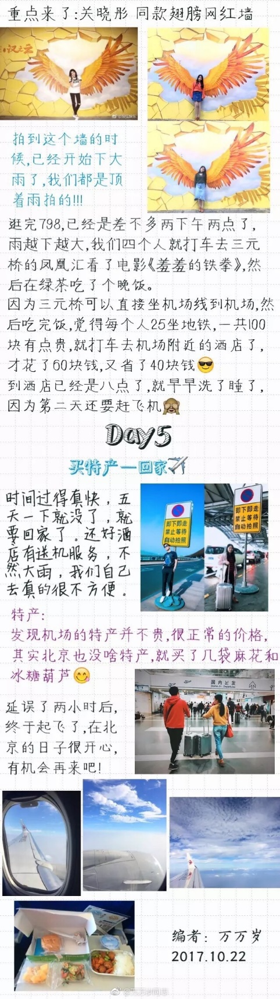 重点来了:关晓彤 同款翅膀网红墙
汉之云
@搜狐娱乐
拍到这个墙的时
候,已经开始下大
雨了,我们都是顶
着雨拍的!!!
逛完798,已经是差不多两下午两点了,
雨越下越大,我们四个人就打车去三元
桥的凤凰汇看了电影《羞羞的铁拳》,然
后在绿茶吃了个晚饭。
因为三元桥可以直接坐机场线到机场,然
后吃完饭,觉得每个人25坐地铁,一共100
块有点贵,就打车去机场附近的酒店了,
才花了60块钱,又省了40块钱😎
到酒店已经是八点了,就早早洗了睡了,
因为第二天还要赶飞机🙈
Day5
买特产—回家✈
时间过得真快，五
天一下就没了，就
要回家了。还好酒
店有送机服务，不
然大雨，我们自己
去真的很不方便。
即下即走
禁止等待
自动拍照
即下即走
禁止等待
自动拍照
特产:
发现机场的特产并不贵,很正常的价格,
其实北京也没啥特产,就买了几袋麻花和
冰糖葫芦😋
国内出发
Domestic Departures
延误了两小时后,
终于起飞了,在北
京的日子很开心,
有机会再来吧!
编者：万万岁
2017.10.22